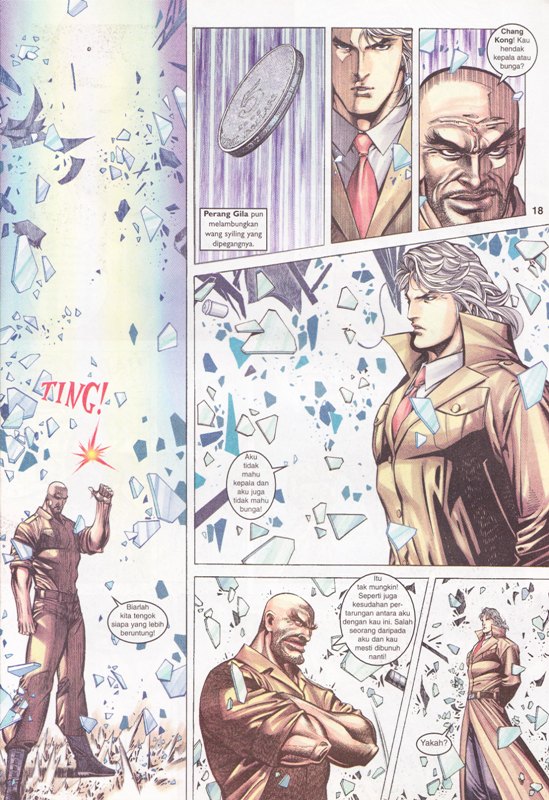 TING!
Biarlah
kita tengok
siapa yang lebih
beruntung!
Perang Gila pun
melambungkan
wang syiling yang
dipegangnya.
Chang
Kong! Kau
hendak
kepala atau
bunga?
18
Aku
tidak
mahu
kepala dan
aku juga
tidak mahu
bunga!
Itu
tak mungkin!
Seperti juga
kesudahan per-
tarungan antara aku
dengan kau ini. Salah
seorang daripada
aku dan kau
mesti dibunuh
nanti!
Yakah?